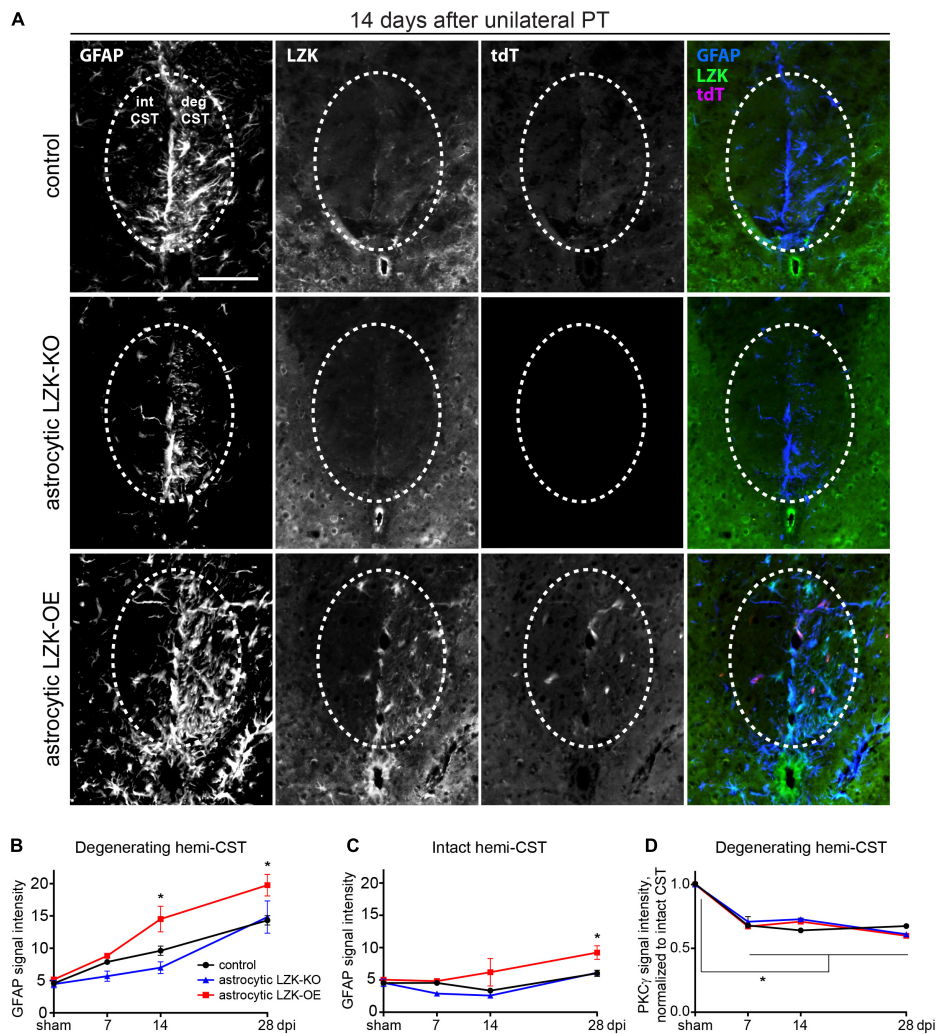 A
14 days after unilateral PT
GFAP
LZK
tdT
GFAP
LZK
tdT
int
CST
deg
CST
control
astrocytic LZK-KO
astrocytic LZK-OE
B
Degenerating hemi-CST
GFAP signal intensity
20
15
10
5
0
*
*
control
astrocytic LZK-KO
astrocytic LZK-OE
sham
7
14
28 dpi
C
Intact hemi-CST
GFAP signal intensity
20
15
10
5
0
*
sham
7
14
28 dpi
D
Degenerating hemi-CST
PKCγ signal intensity,
normalized to intact CST
1.0
0.5
0.0
*
sham
7
14
28 dpi